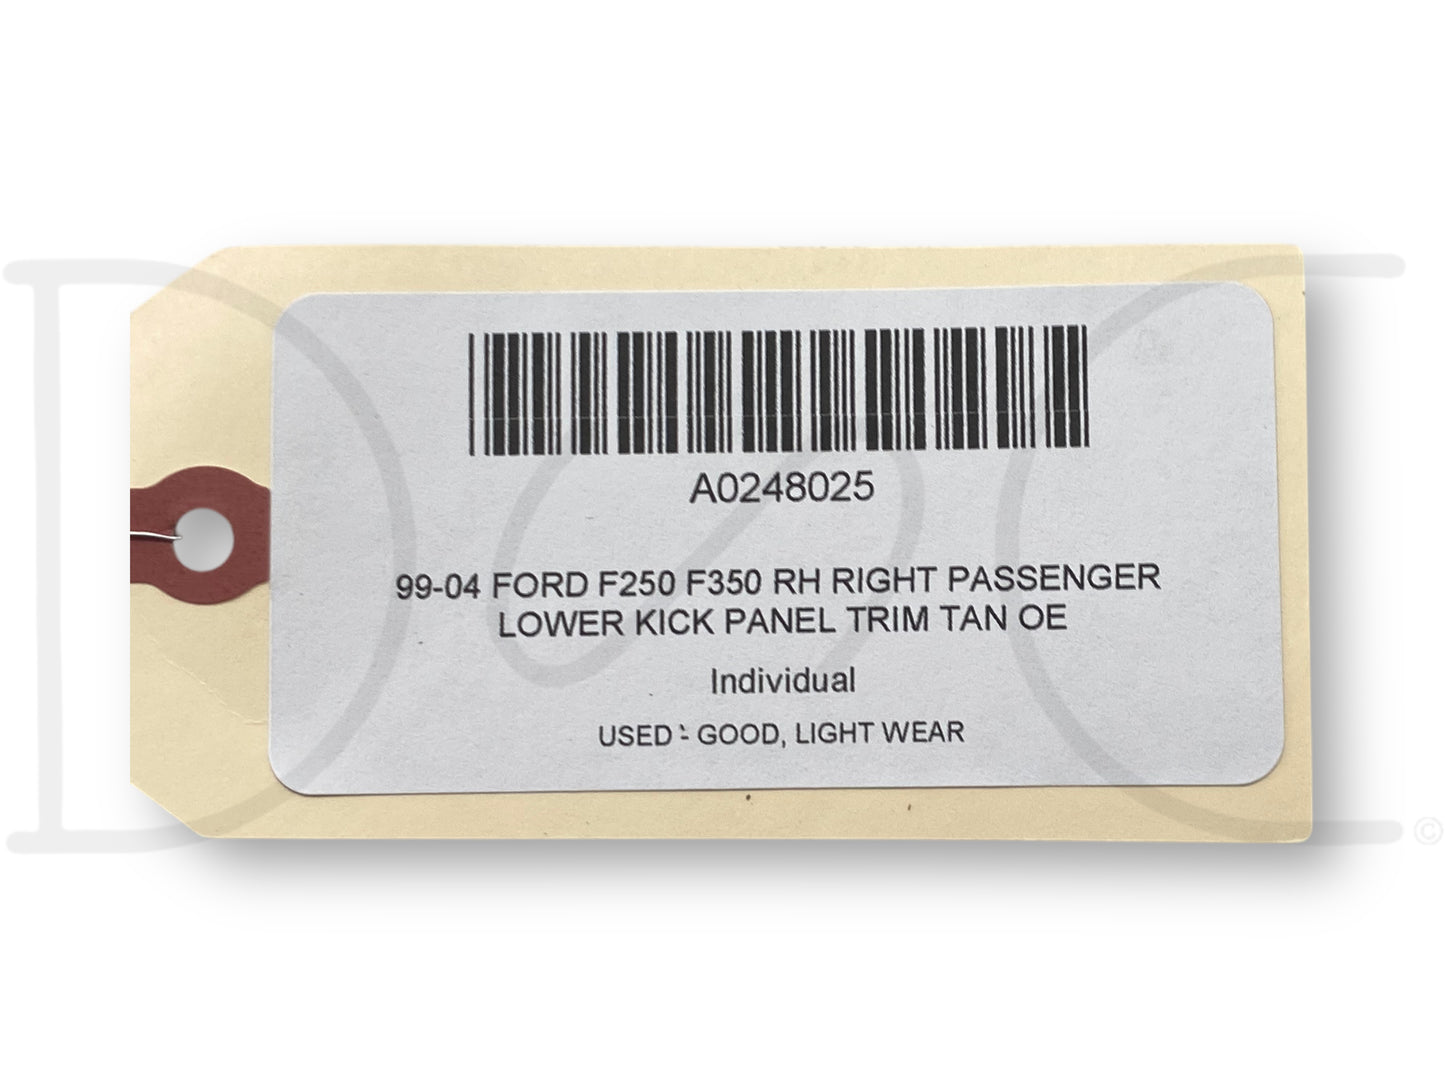 A0248025
99-04 FORD F250 F350 RH RIGHT PASSENGER
LOWER KICK PANEL TRIM TAN OE
Individual
USED - GOOD, LIGHT WEAR
D C ©